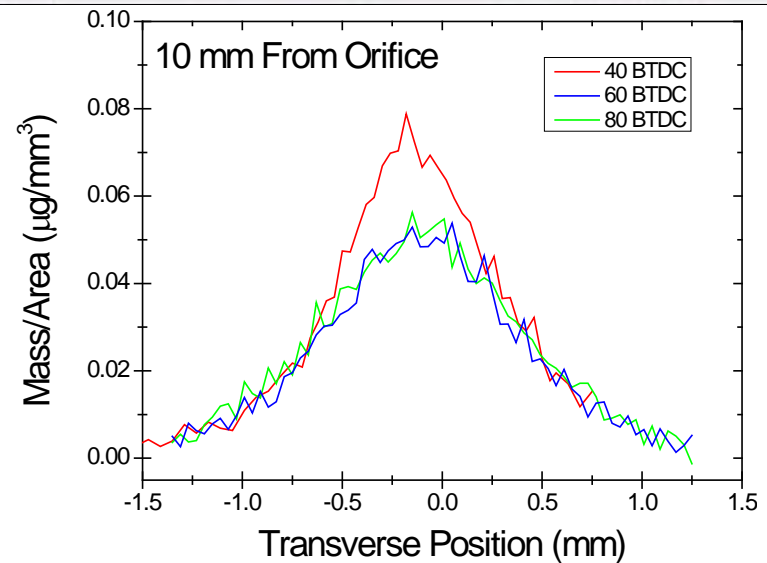 10 mm From Orifice
40 BTDC
60 BTDC
80 BTDC
Mass/Area (μg/mm³)
0.10
0.08
0.06
0.04
0.02
0.00
-1.5 -1.0 -0.5 0.0 0.5 1.0 1.5
Transverse Position (mm)